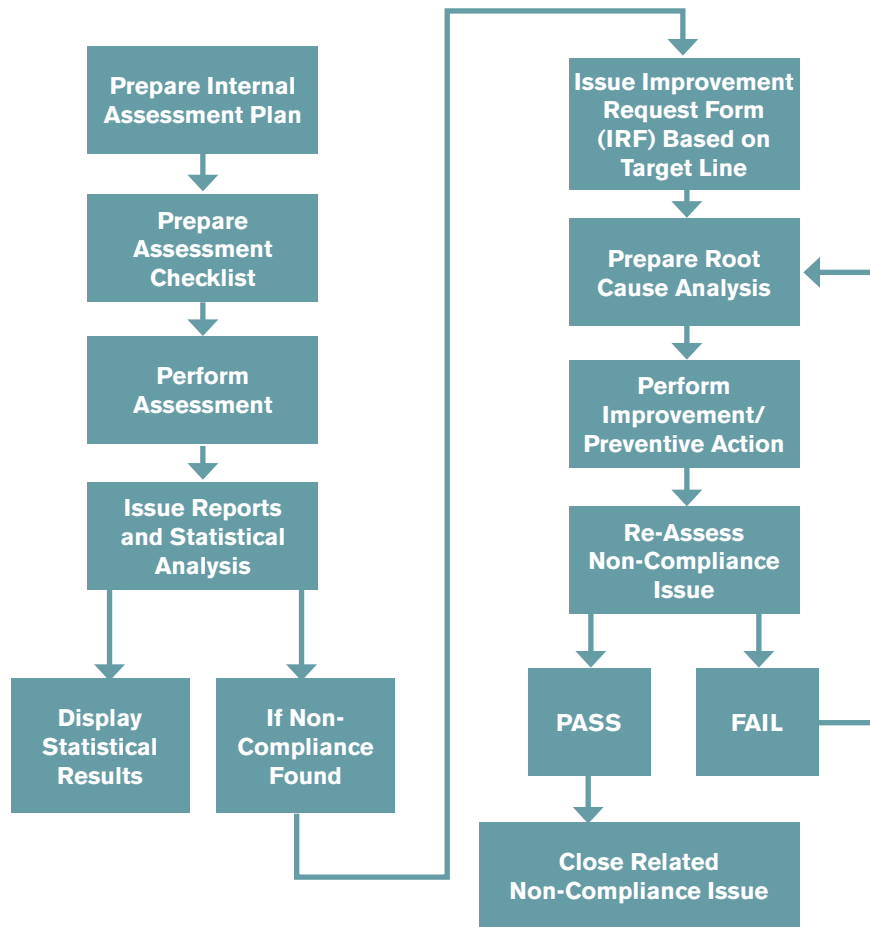 Prepare Internal
Assessment Plan
Prepare
Assessment
Checklist
Perform
Assessment
Issue Reports
and Statistical
Analysis
Display
Statistical
Results
If Non-
Compliance
Found
Issue Improvement
Request Form
(IRF) Based on
Target Line
Prepare Root
Cause Analysis
Perform
Improvement/
Preventive Action
Re-Assess
Non-Compliance
Issue
PASS
FAIL
Close Related
Non-Compliance Issue